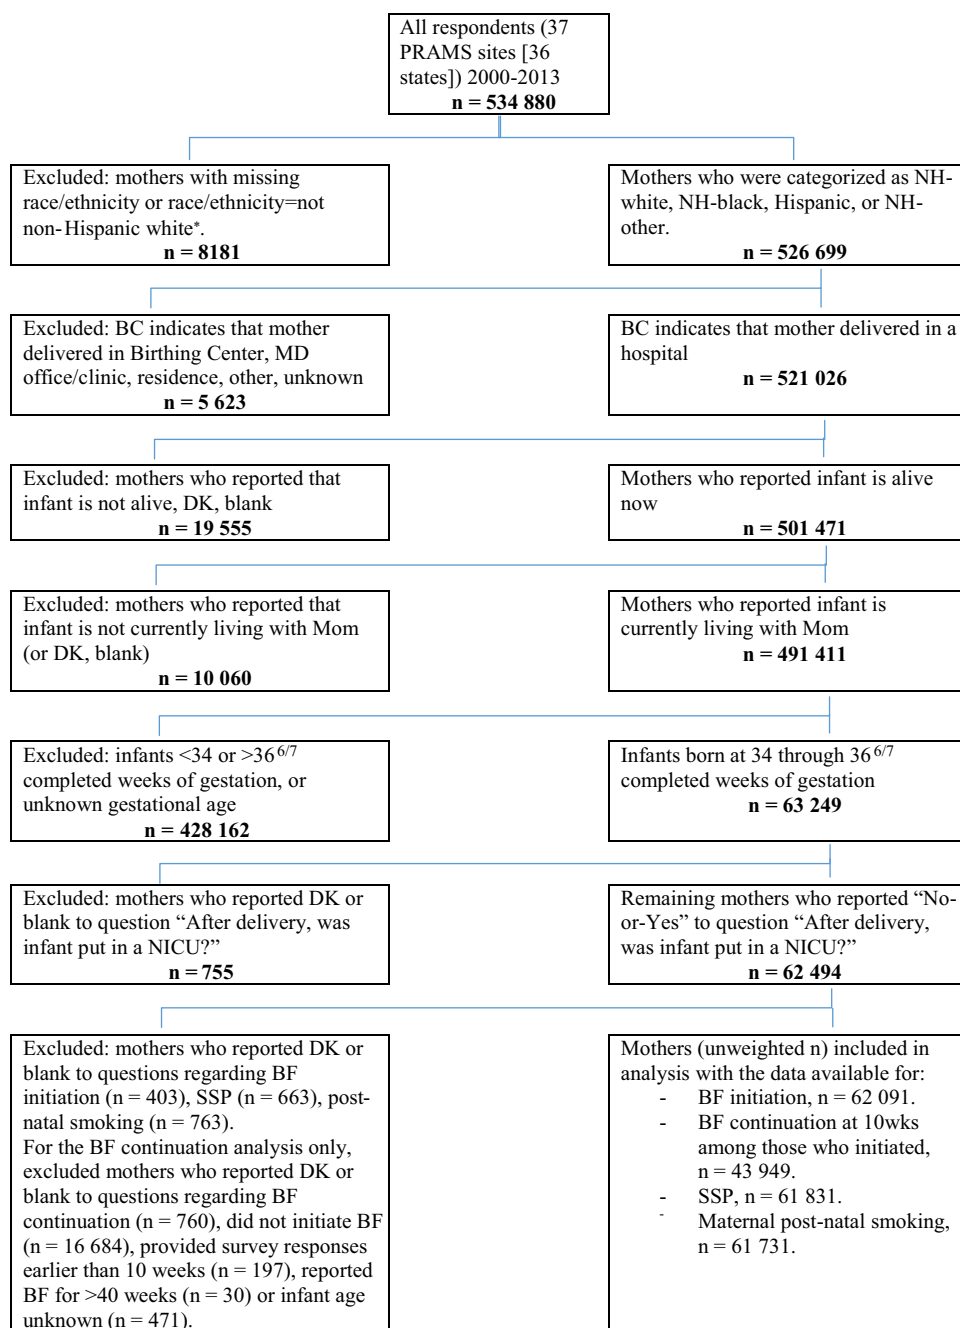 All respondents (37
PRAMS sites [36
states]) 2000-2013
n = 534 880
Excluded: mothers with missing
race/ethnicity or race/ethnicity=not
non-Hispanic white*.
n = 8181
Mothers who were categorized as NH-
white, NH-black, Hispanic, or NH-
other.
n = 526 699
Excluded: BC indicates that mother
delivered in Birthing Center, MD
office/clinic, residence, other, unknown
n = 5 623
BC indicates that mother delivered in a
hospital
n = 521 026
Excluded: mothers who reported that
infant is not alive, DK, blank
n = 19 555
Mothers who reported infant is alive
now
n = 501 471
Excluded: mothers who reported that
infant is not currently living with Mom
(or DK, blank)
n = 10 060
Mothers who reported infant is
currently living with Mom
n = 491 411
Excluded: infants <34 or >36 6/7
completed weeks of gestation, or
unknown gestational age
n = 428 162
Infants born at 34 through 36 6/7
completed weeks of gestation
n = 63 249
Excluded: mothers who reported DK or
blank to question “After delivery, was
infant put in a NICU?”
n = 755
Remaining mothers who reported “No-
or-Yes” to question “After delivery,
was infant put in a NICU?”
n = 62 494
Excluded: mothers who reported DK or
blank to questions regarding BF
initiation (n = 403), SSP (n = 663), post-
natal smoking (n = 763).
For the BF continuation analysis only,
excluded mothers who reported DK or
blank to questions regarding BF
continuation (n = 760), did not initiate BF
(n = 16 684), provided survey responses
earlier than 10 weeks (n = 197), reported
BF for >40 weeks (n = 30) or infant age
unknown (n = 471).
Mothers (unweighted n) included in
analysis with the data available for:
- BF initiation, n = 62 091.
- BF continuation at 10wks
among those who initiated,
n = 43 949.
- SSP, n = 61 831.
- Maternal post-natal smoking,
n = 61 731.